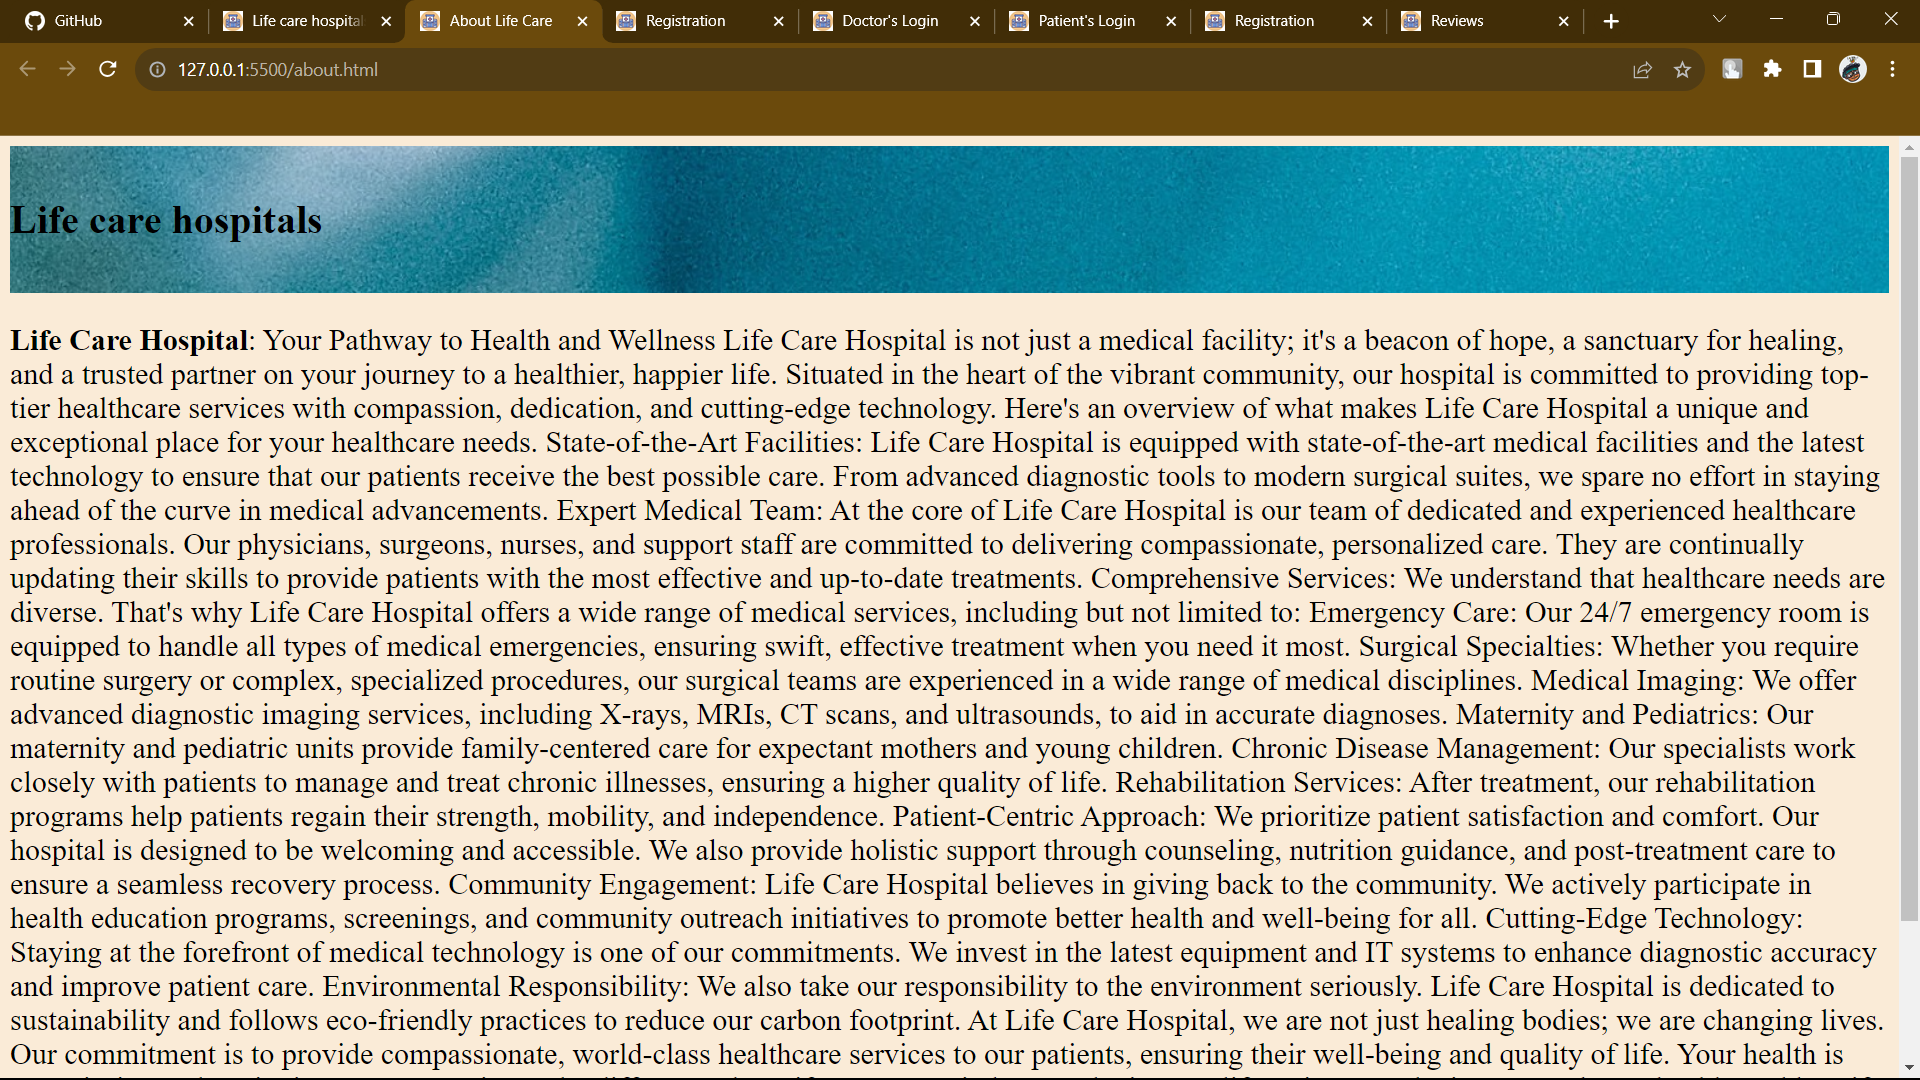 GitHub
Life care hospital
About Life Care
Registration
Doctor's Login
Patient's Login
Registration
Reviews
127.0.0.1:5500/about.html
Life care hospitals
Life Care Hospital: Your Pathway to Health and Wellness Life Care Hospital is not just a medical facility; it's a beacon of hope, a sanctuary for healing,
and a trusted partner on your journey to a healthier, happier life. Situated in the heart of the vibrant community, our hospital is committed to providing top-
tier healthcare services with compassion, dedication, and cutting-edge technology. Here's an overview of what makes Life Care Hospital a unique and
exceptional place for your healthcare needs. State-of-the-Art Facilities: Life Care Hospital is equipped with state-of-the-art medical facilities and the latest
technology to ensure that our patients receive the best possible care. From advanced diagnostic tools to modern surgical suites, we spare no effort in staying
ahead of the curve in medical advancements. Expert Medical Team: At the core of Life Care Hospital is our team of dedicated and experienced healthcare
professionals. Our physicians, surgeons, nurses, and support staff are committed to delivering compassionate, personalized care. They are continually
updating their skills to provide patients with the most effective and up-to-date treatments. Comprehensive Services: We understand that healthcare needs are
diverse. That's why Life Care Hospital offers a wide range of medical services, including but not limited to: Emergency Care: Our 24/7 emergency room is
equipped to handle all types of medical emergencies, ensuring swift, effective treatment when you need it most. Surgical Specialties: Whether you require
routine surgery or complex, specialized procedures, our surgical teams are experienced in a wide range of medical disciplines. Medical Imaging: We offer
advanced diagnostic imaging services, including X-rays, MRIs, CT scans, and ultrasounds, to aid in accurate diagnoses. Maternity and Pediatrics: Our
maternity and pediatric units provide family-centered care for expectant mothers and young children. Chronic Disease Management: Our specialists work
closely with patients to manage and treat chronic illnesses, ensuring a higher quality of life. Rehabilitation Services: After treatment, our rehabilitation
programs help patients regain their strength, mobility, and independence. Patient-Centric Approach: We prioritize patient satisfaction and comfort. Our
hospital is designed to be welcoming and accessible. We also provide holistic support through counseling, nutrition guidance, and post-treatment care to
ensure a seamless recovery process. Community Engagement: Life Care Hospital believes in giving back to the community. We actively participate in
health education programs, screenings, and community outreach initiatives to promote better health and well-being for all. Cutting-Edge Technology:
Staying at the forefront of medical technology is one of our commitments. We invest in the latest equipment and IT systems to enhance diagnostic accuracy
and improve patient care. Environmental Responsibility: We also take our responsibility to the environment seriously. Life Care Hospital is dedicated to
sustainability and follows eco-friendly practices to reduce our carbon footprint. At Life Care Hospital, we are not just healing bodies; we are changing lives.
Our commitment is to provide compassionate, world-class healthcare services to our patients, ensuring their well-being and quality of life. Your health is